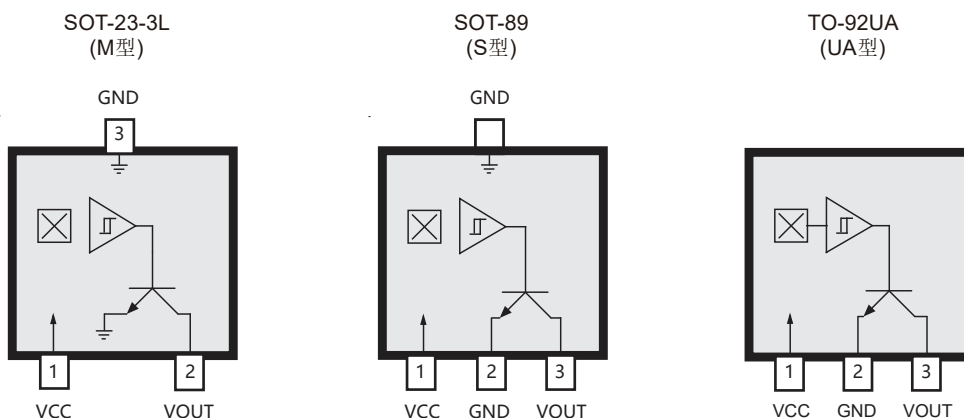 SOT-23-3L
(M型)
GND
3
1
2
VCC
VOUT
SOT-89
(S型)
GND
1
2
3
VCC
GND
VOUT
TO-92UA
(UA型)
1
2
3
VCC
GND
VOUT